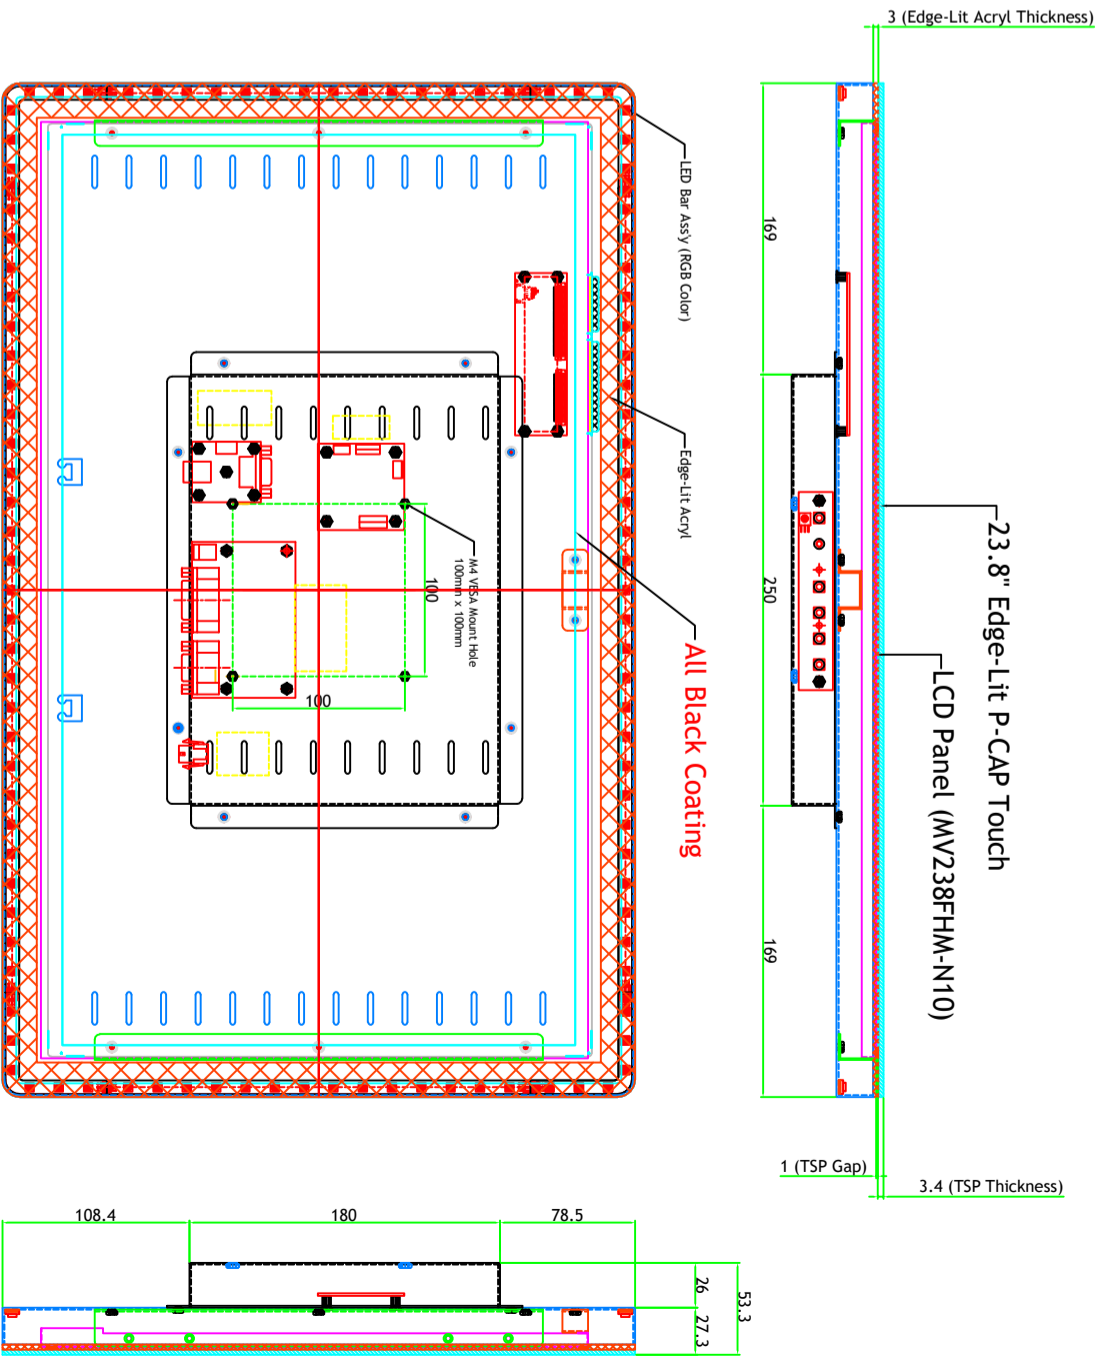 3 (Edge-Lit Acryl Thickness)
LED Bar Ass'y (RGB Color)
169
Edge-Lit Acryl
23.8" Edge-Lit P-CAP Touch
LCD Panel (MV238FHM-N10)
M4 VESA Mount Hole
100mm x 100mm
100
250
All Black Coating
100
169
1 (TSP Gap)
3.4 (TSP Thickness)
108.4
180
78.5
26
27.3
53.3